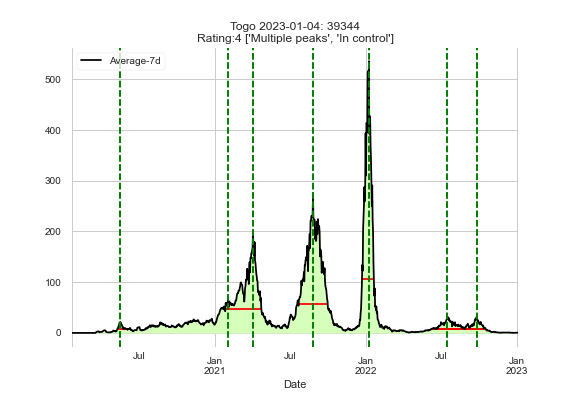 Togo 2023-01-04: 39344
Rating:4 ['Multiple peaks', 'In control']
Average-7d
500
400
300
200
100
0
Jul
Jan
2021
Jul
Jan
2022
Jul
Jan
2023
Date